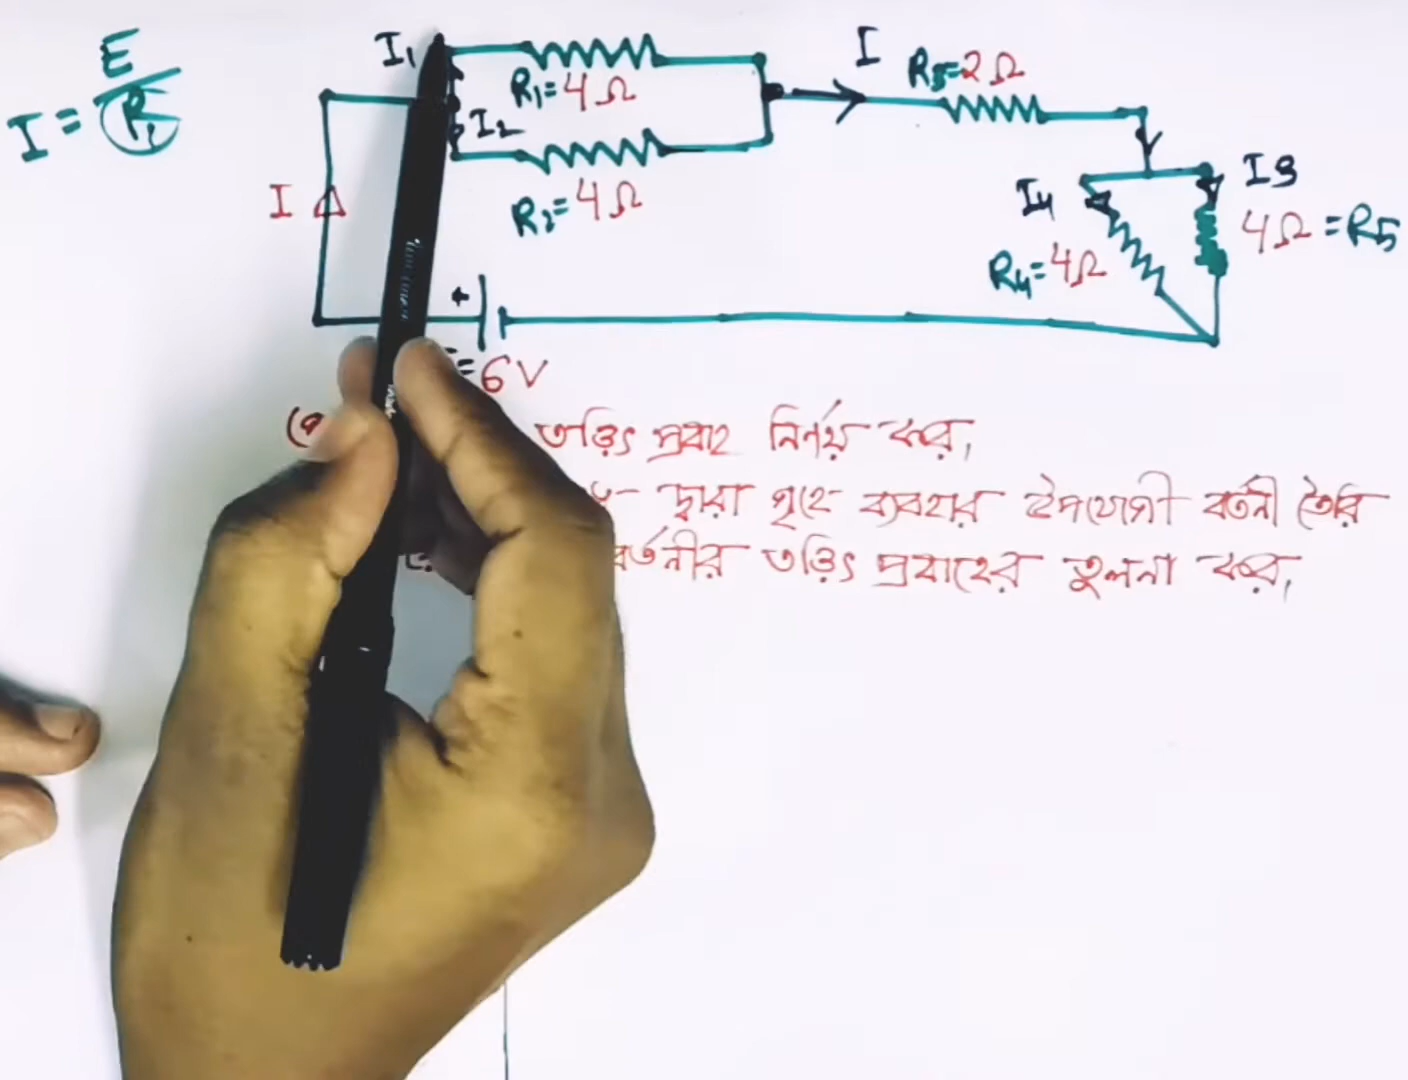 I = E / R
I₁
R₁= 4Ω
I₂
R₂= 4Ω
I
R₃=2Ω
I
I₄
R₄= 4Ω
I3
4Ω = R5
+
= 6V
তড়িৎ প্রবাহ নির্ণয় কর,
দ্বারা গৃহে ব্যবহার উপযোগী বর্তনী তৈরি
বর্তনীর তড়িৎ প্রবাহের তুলনা কর,